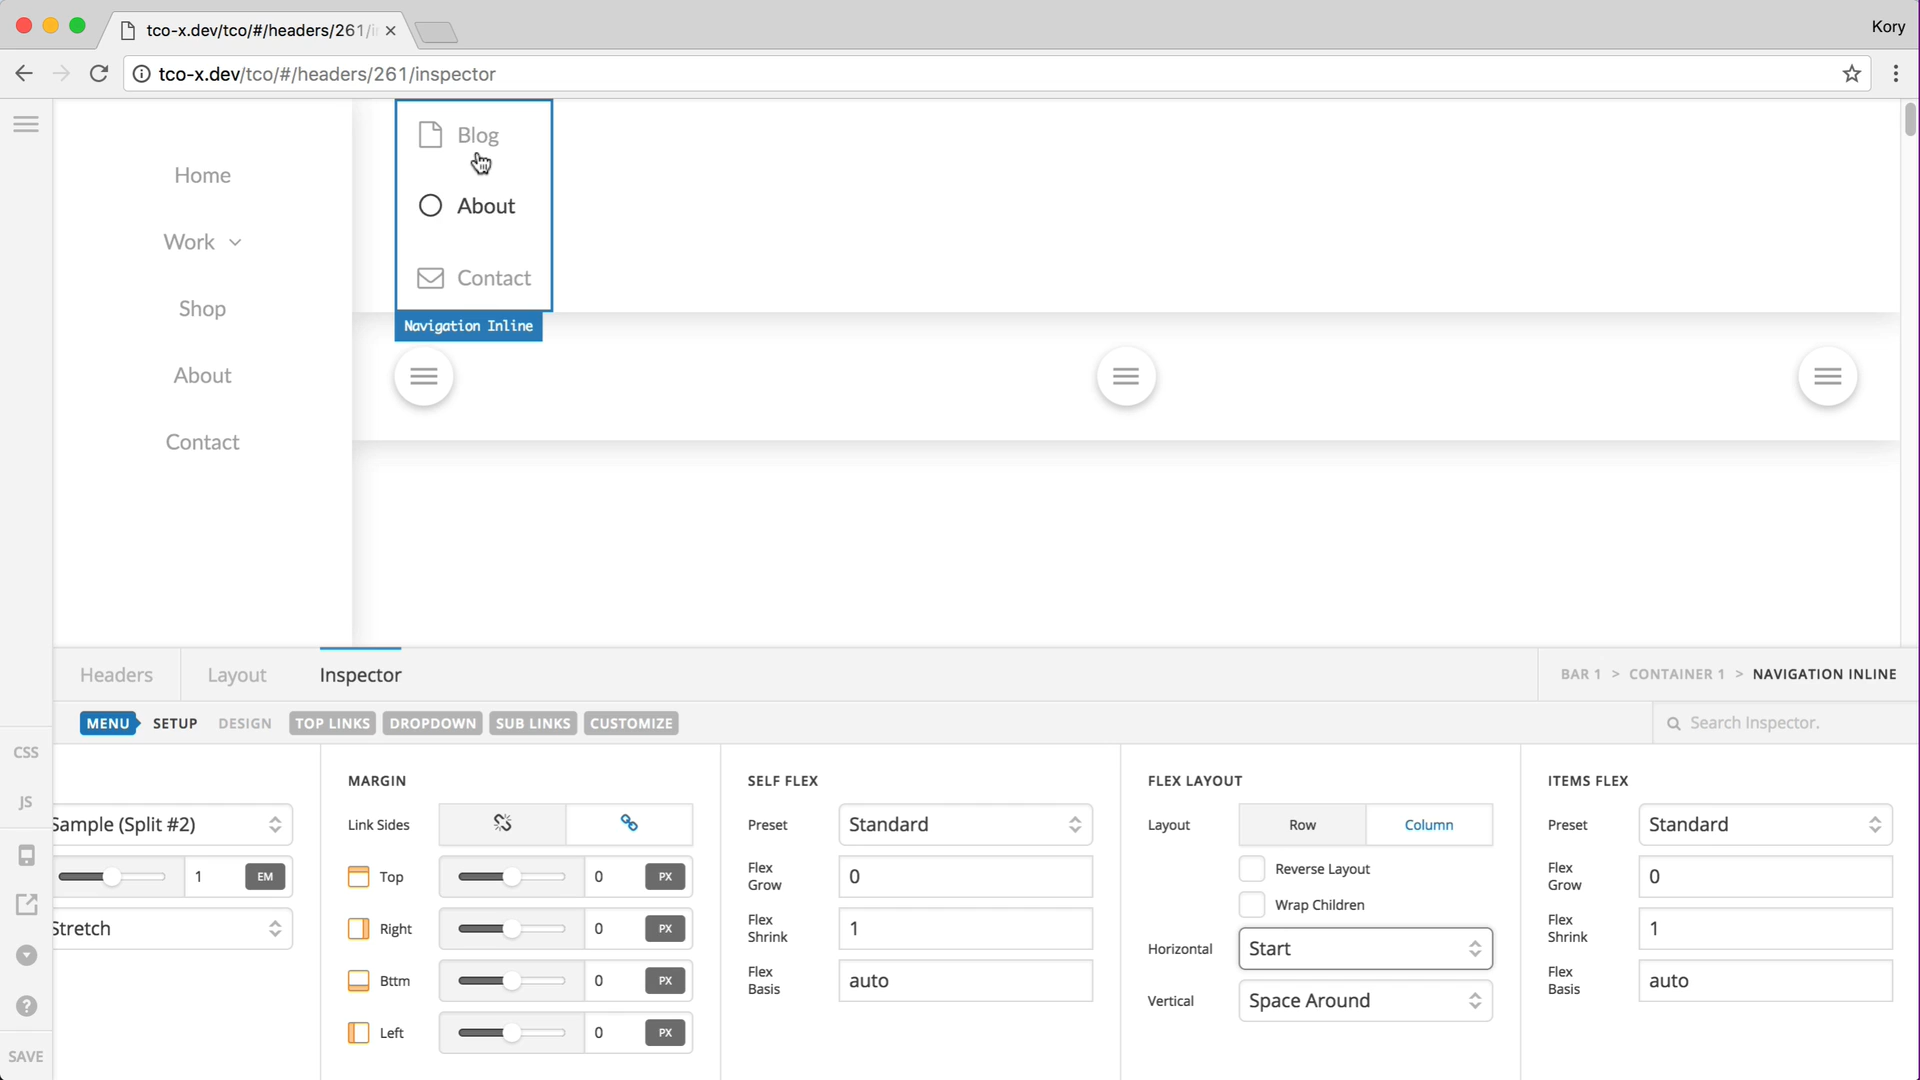 tco-x.dev/tco/#/headers/261/i
Kory
tco-x.dev/tco/#/headers/261/inspector
Home
Work
Shop
About
Contact
Blog
About
Contact
Navigation Inline
Headers
Layout
Inspector
BAR 1 > CONTAINER 1 > NAVIGATION INLINE
MENU
SETUP
DESIGN
TOP LINKS
DROPDOWN
SUB LINKS
CUSTOMIZE
Search Inspector.
CSS
JS
SAVE
Sample (Split #2)
1 EM
Stretch
MARGIN
Link Sides
Top 0 PX
Right 0 PX
Bttm 0 PX
Left 0 PX
SELF FLEX
Preset Standard
Flex Grow 0
Flex Shrink 1
Flex Basis auto
FLEX LAYOUT
Layout Row Column
Reverse Layout
Wrap Children
Horizontal Start
Vertical Space Around
ITEMS FLEX
Preset Standard
Flex Grow 0
Flex Shrink 1
Flex Basis auto